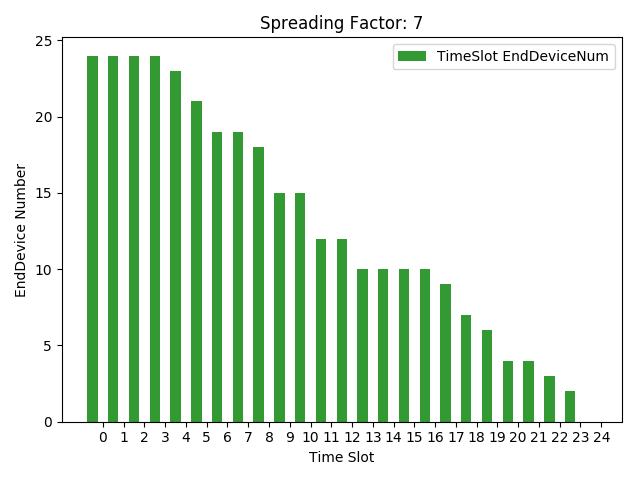 Spreading Factor: 7
TimeSlot EndDeviceNum
EndDevice Number
25
20
15
10
5
0
0 1 2 3 4 5 6 7 8 9 10 11 12 13 14 15 16 17 18 19 20 21 22 23 24
Time Slot